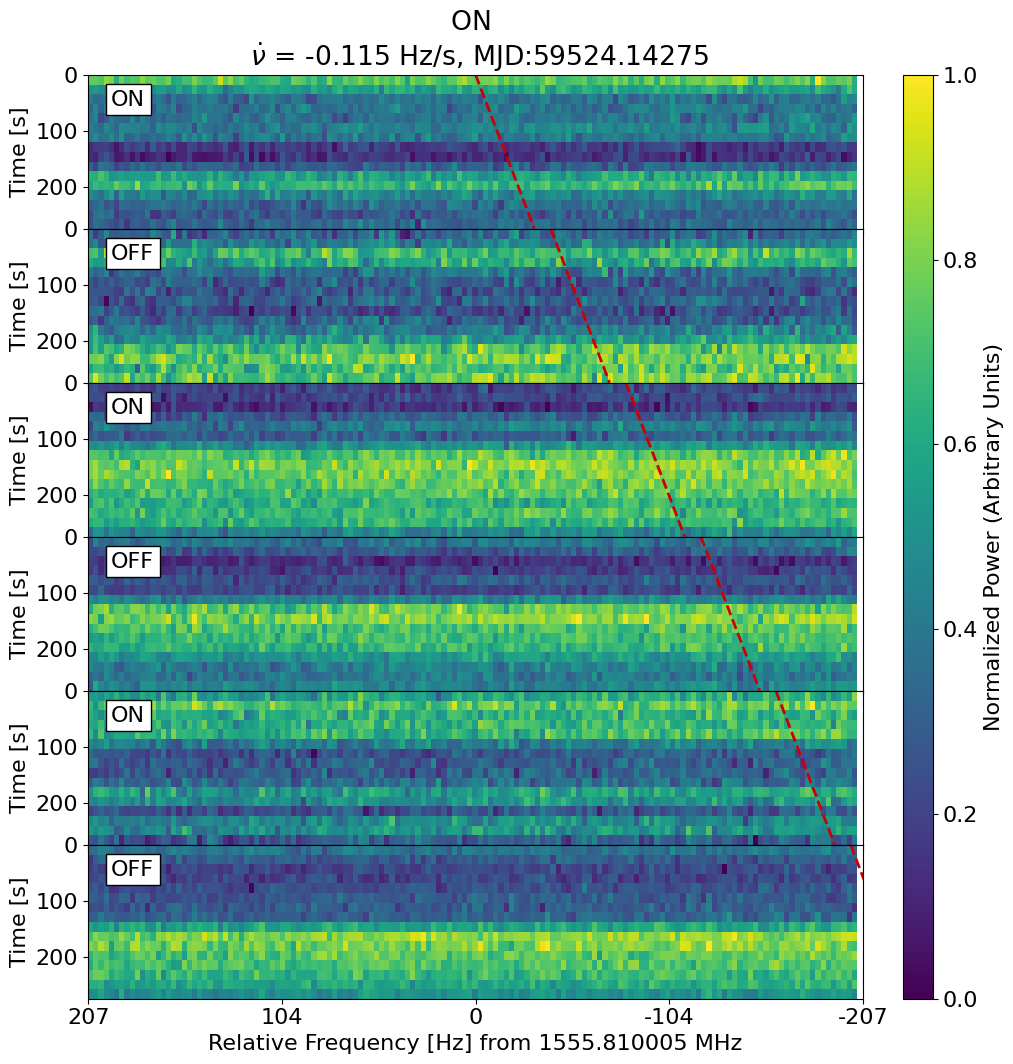 ON
ν̇ = -0.115 Hz/s, MJD:59524.14275
0
100
200
Time [s]
ON
0
100
200
Time [s]
OFF
0
100
200
Time [s]
ON
0
100
200
Time [s]
OFF
0
100
200
Time [s]
ON
0
100
200
Time [s]
OFF
207 104 0 -104 -207
Relative Frequency [Hz] from 1555.810005 MHz
1.0
0.8
0.6
0.4
0.2
0.0
Normalized Power (Arbitrary Units)